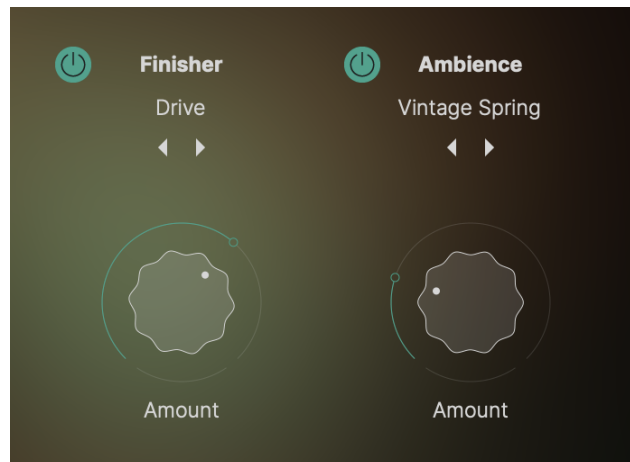 Finisher
Drive
Amount
Ambience
Vintage Spring
Amount